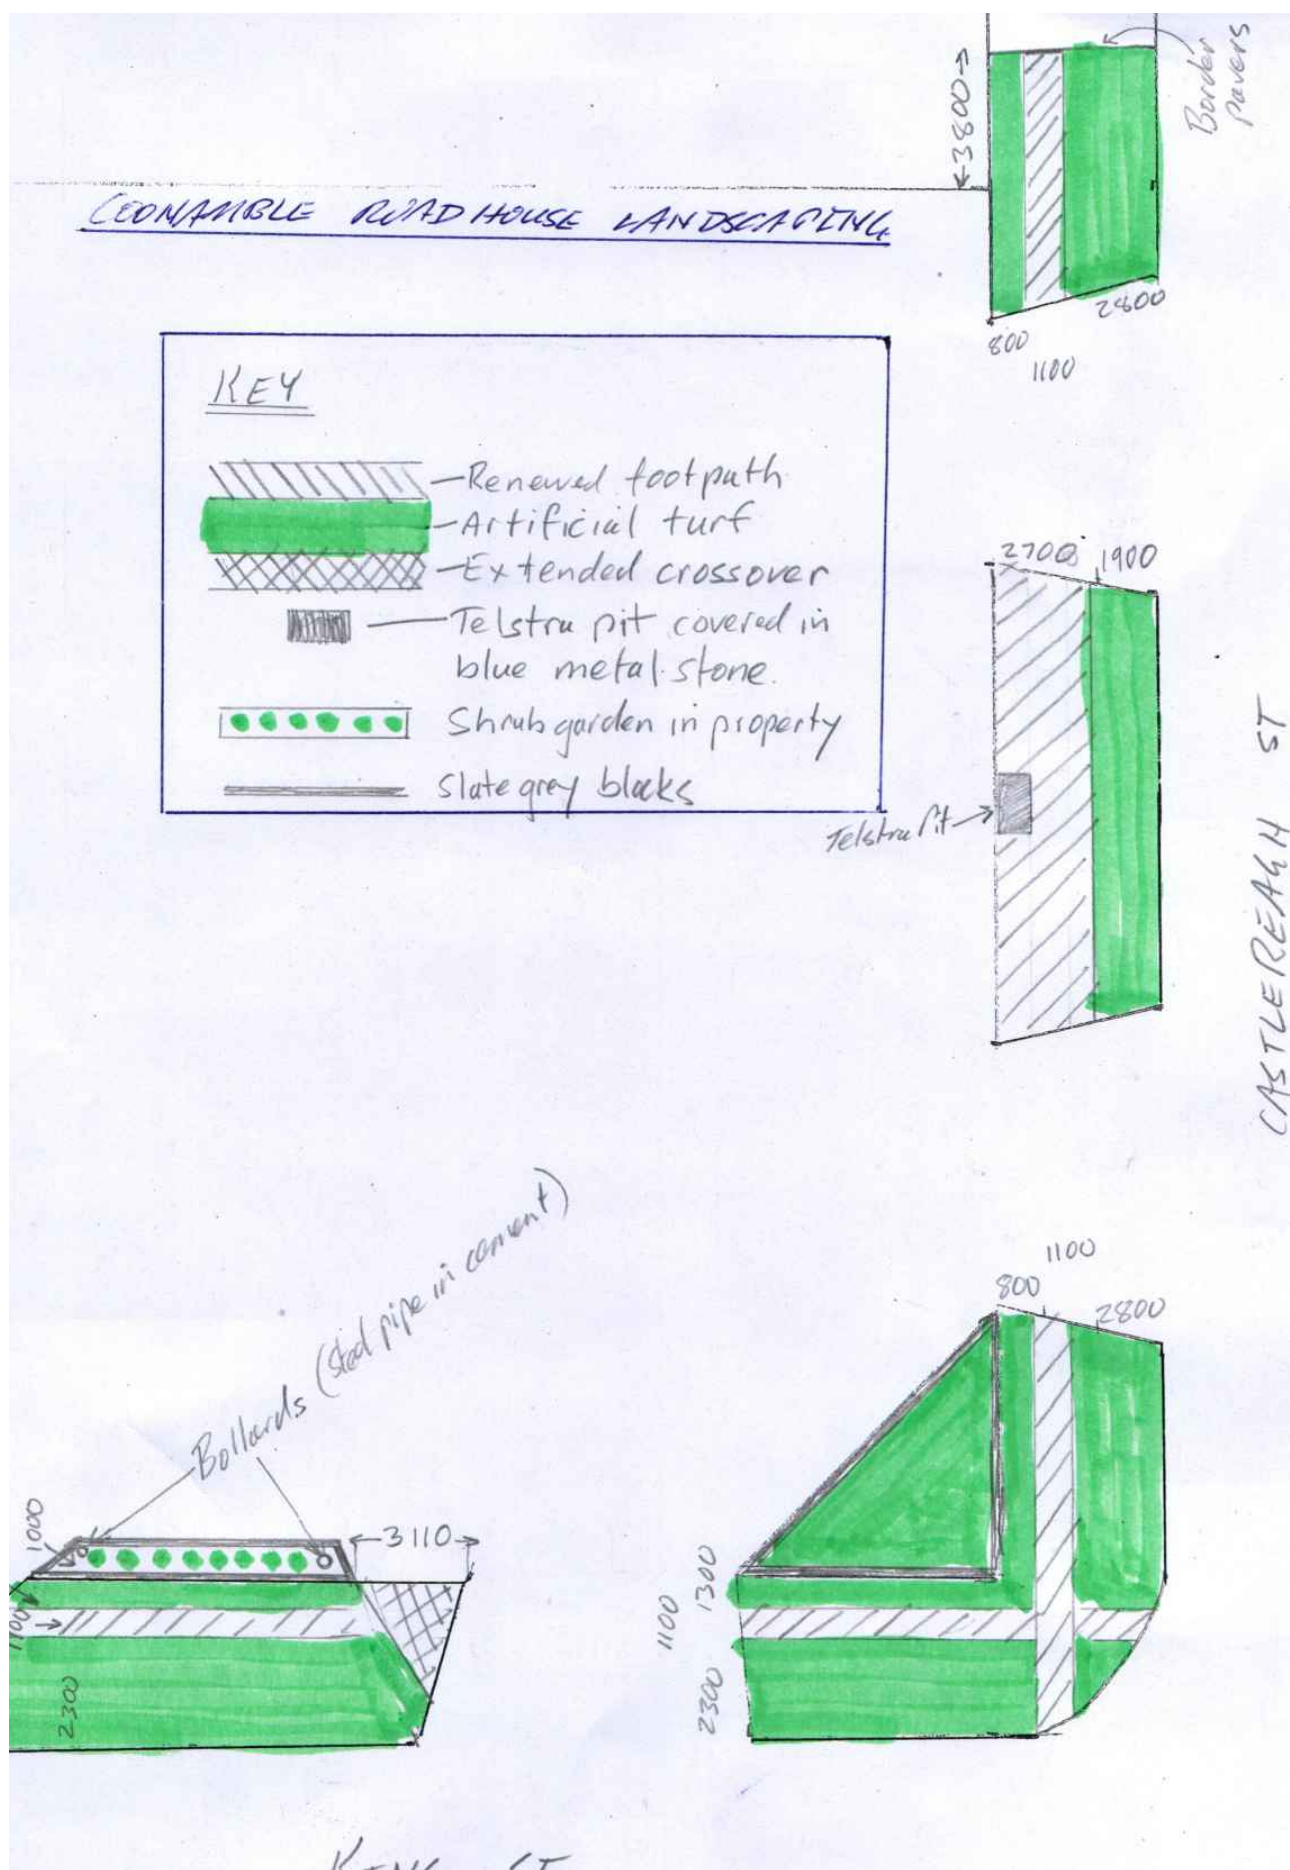 3800
Border
Pavers
COONAMBLE ROADHOUSE LANDSCAPING
2800
800
1100
KEY
Renewed footpath
Artificial turf
Extended crossover
Telstra pit covered in
blue metal stone.
Shrub garden in property
Slate grey blocks
2700
1900
Telstra Pit
CASTLEREAGH ST
Bollards (Steel pipe in cement)
1100
800
2800
1000
3110
1100
2300
1300
1100
2300